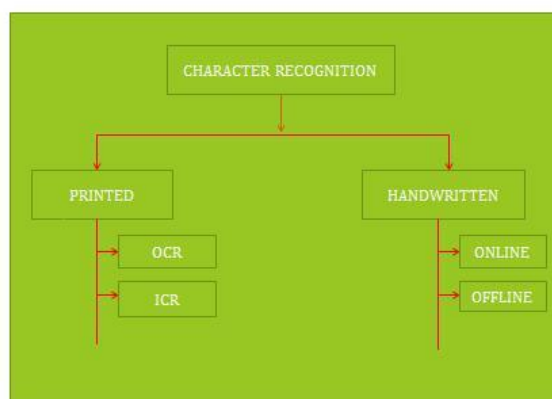 CHARACTER RECOGNITION
PRINTED
HANDWRITTEN
OCR
ONLINE
ICR
OFFLINE